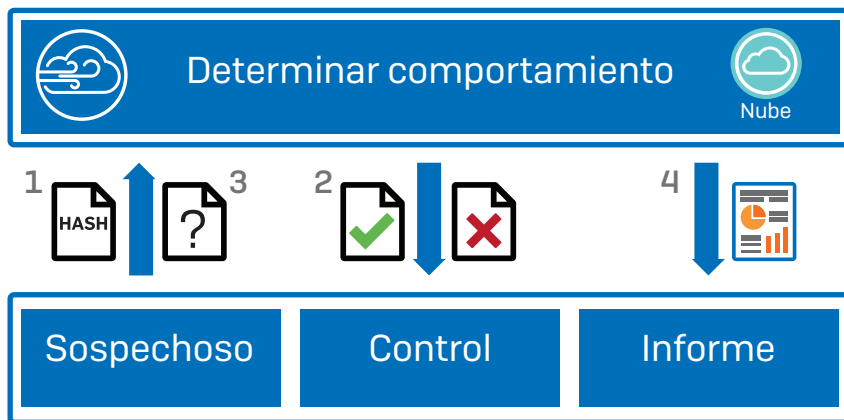 Determinar comportamiento
Nube
1
HASH
?
3
2
4
Sospechoso
Control
Informe